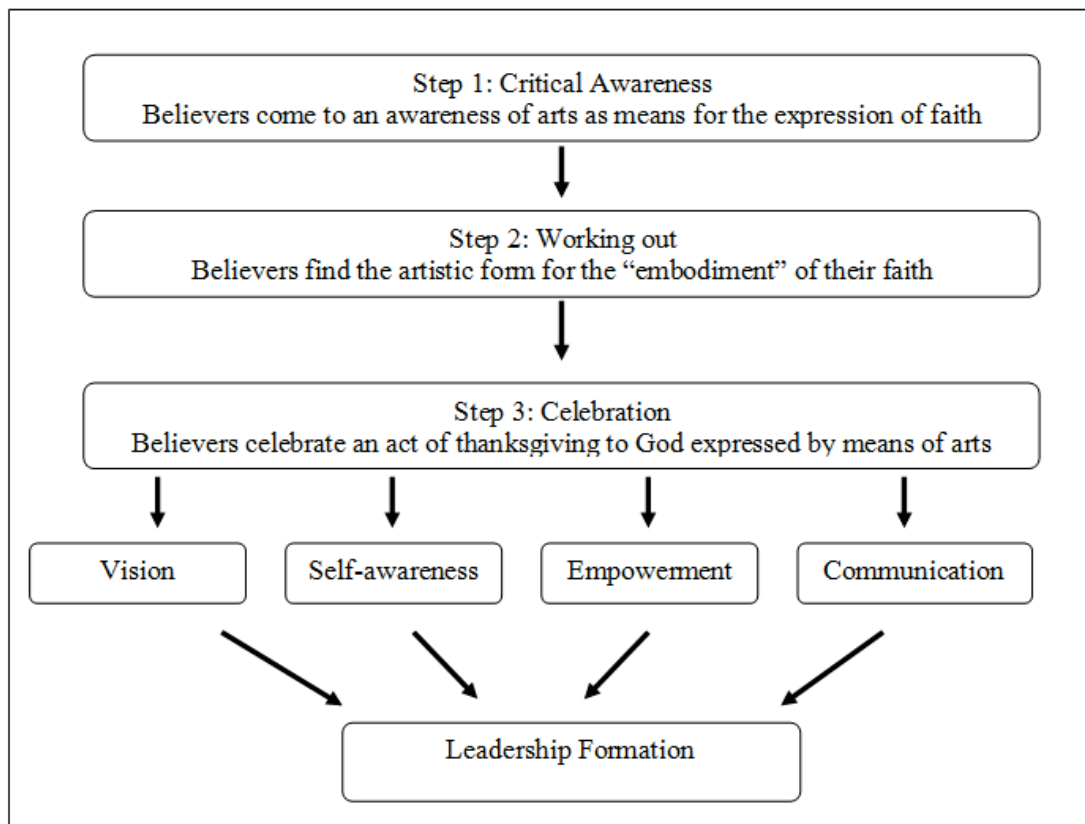 Step 1: Critical Awareness
Believers come to an awareness of arts as means for the expression of faith
Step 2: Working out
Believers find the artistic form for the “embodiment” of their faith
Step 3: Celebration
Believers celebrate an act of thanksgiving to God expressed by means of arts
Vision
Self-awareness
Empowerment
Communication
Leadership Formation